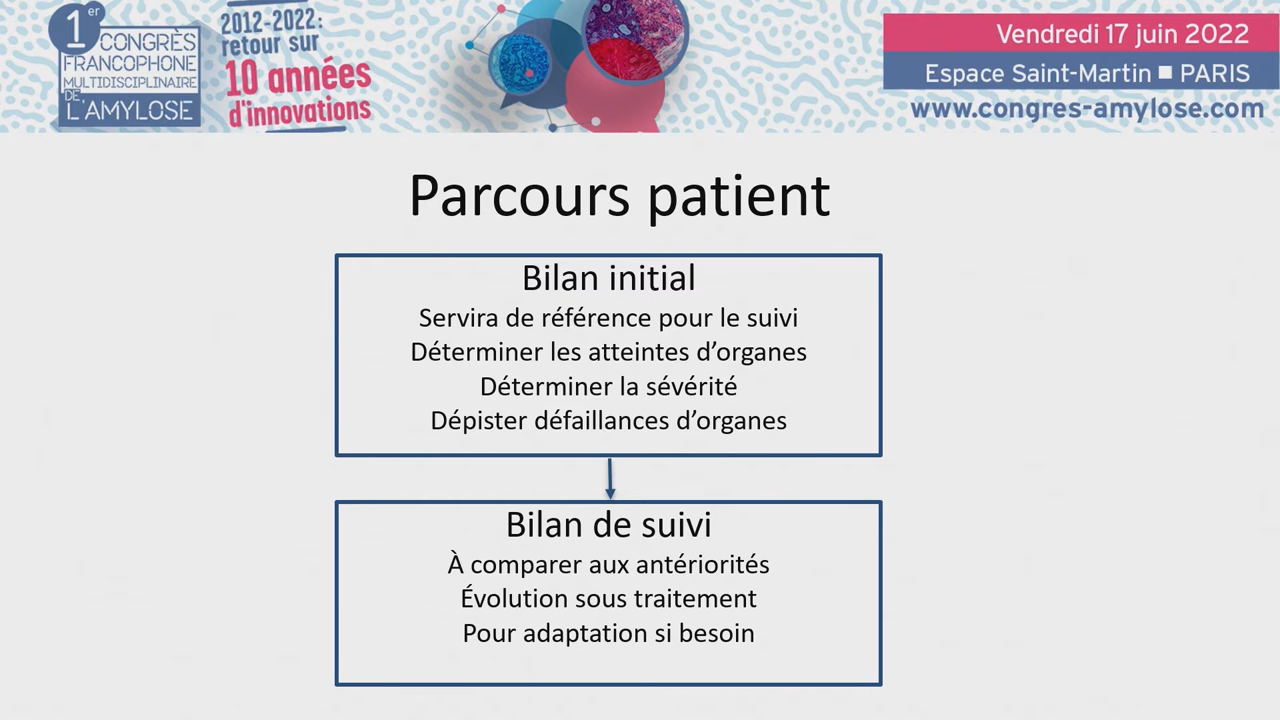 1er
CONGRÈS
FRANCOPHONE
MULTIDISCIPLINAIRE
DE
L'AMYLOSE
2012-2022:
retour sur
10 années
d'innovations
Vendredi 17 juin 2022
Espace Saint-Martin ■ PARIS
www.congres-amylose.com
Parcours patient
Bilan initial
Servira de référence pour le suivi
Déterminer les atteintes d’organes
Déterminer la sévérité
Dépister défaillances d’organes
Bilan de suivi
À comparer aux antériorités
Évolution sous traitement
Pour adaptation si besoin